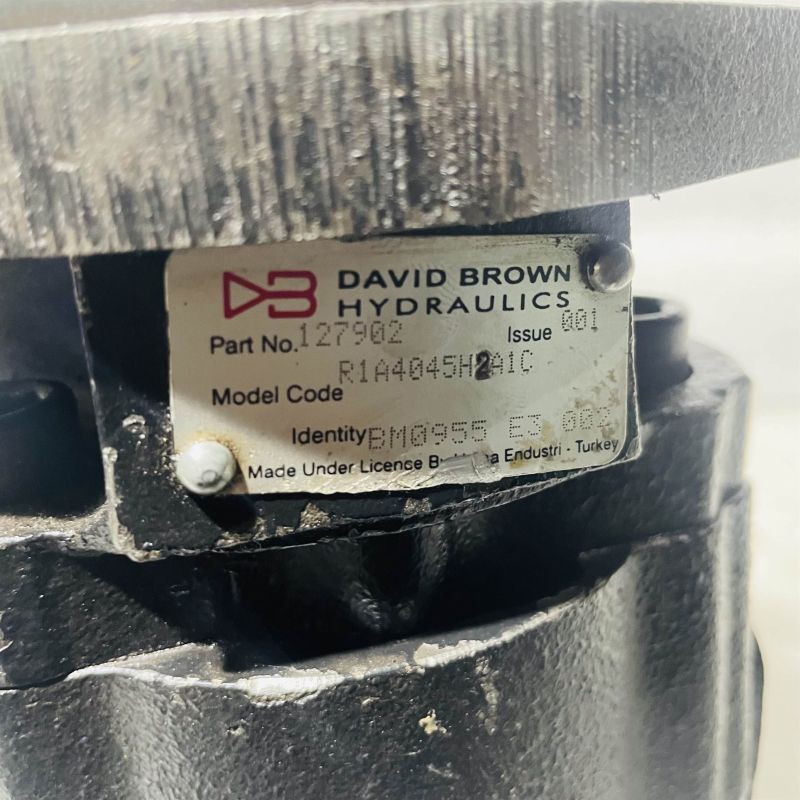 DB DAVID BROWN
HYDRAULICS
Part No. 127902 Issue 001
Model Code R1A4045H2A1C
Identity BM0955 E3 002
Made Under Licence By Endustri - Turkey